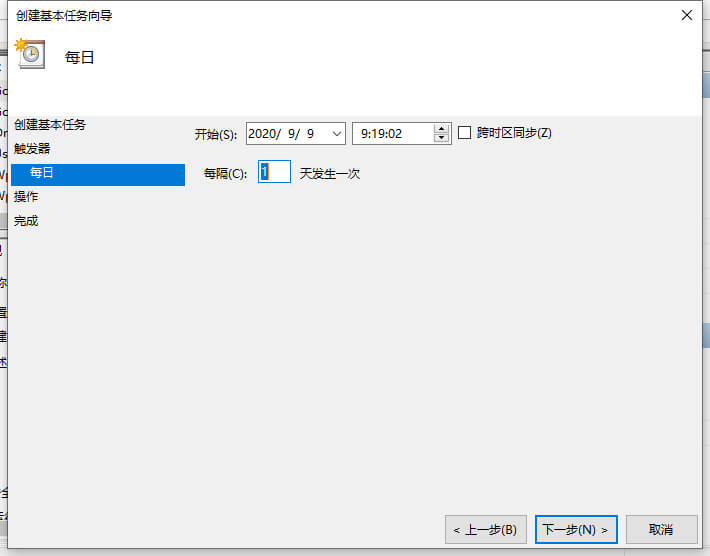 创建基本任务向导
每日
创建基本任务
开始(S): 2020/ 9/ 9 9:19:02 跨时区同步(Z)
触发器
每日
每隔(C): 1 天发生一次
操作
完成
< 上一步(B) 下一步(N) > 取消